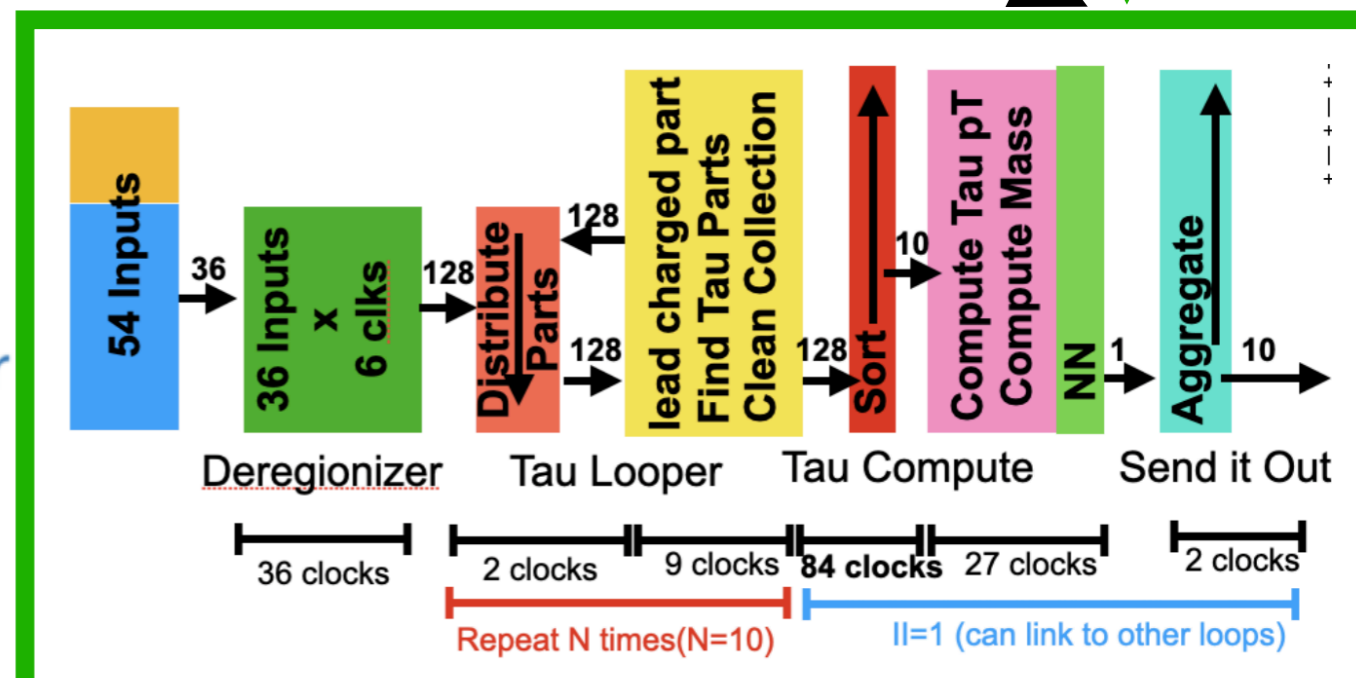 54 Inputs
36
36 Inputs
x
6 clks
128
Distribute
Parts
128
128
lead charged part
Find Tau Parts
Clean Collection
128
Sort
10
Compute Tau pT
Compute Mass
NN
1
Aggregate
10
Deregionizer
Tau Looper
Tau Compute
Send it Out
36 clocks
2 clocks
9 clocks
84 clocks
27 clocks
2 clocks
Repeat N times(N=10)
II=1 (can link to other loops)